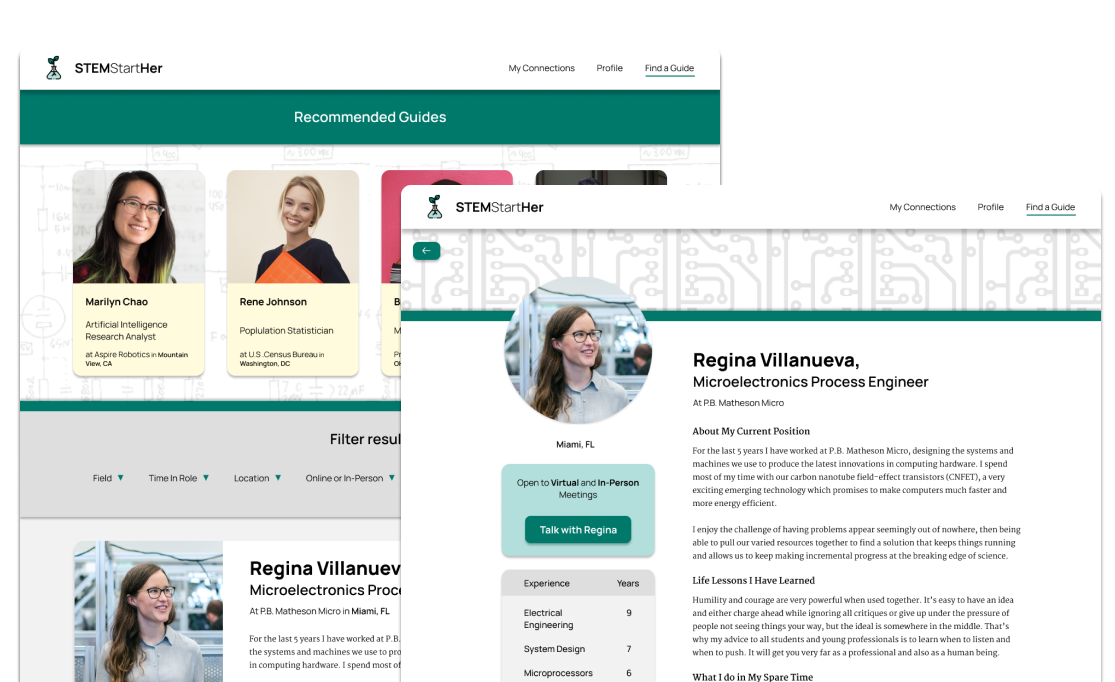 STEMStartHer
My Connections Profile Find a Guide
Recommended Guides
Marilyn Chao
Artificial Intelligence
Research Analyst
at Aspire Robotics in Mountain
View, CA
Rene Johnson
Poplulation Statistician
at U.S .Census Bureau in
Washington, DC
B
M
Pr
Filter resul
Field ▼ Time In Role ▼ Location ▼ Online or In-Person ▼
Regina Villanuev
Microelectronics Proce
At P.B. Matheson Micro in Miami, FL
For the last 5 years I have worked at P.B.
the systems and machines we use to pro
in computing hardware. I spend most of
STEMStartHer
My Connections Profile Find a Guide
←
Miami, FL
Open to Virtual and In-Person
Meetings
Talk with Regina
Experience Years
Electrical
Engineering 9
System Design 7
Microprocessors 6
Regina Villanueva,
Microelectronics Process Engineer
At P.B. Matheson Micro
About My Current Position
For the last 5 years I have worked at P.B. Matheson Micro, designing the systems and
machines we use to produce the latest innovations in computing hardware. I spend
most of my time with our carbon nanotube field-effect transistors (CNFET), a very
exciting emerging technology which promises to make computers much faster and
more energy efficient.
I enjoy the challenge of having problems appear seemingly out of nowhere, then being
able to pull our varied resources together to find a solution that keeps things running
and allows us to keep making incremental progress at the breaking edge of science.
Life Lessons I Have Learned
Humility and courage are very powerful when used together. It's easy to have an idea
and either charge ahead while ignoring all critiques or give up under the pressure of
people not seeing things your way, but the ideal is somewhere in the middle. That's
why my advice to all students and young professionals is to learn when to listen and
when to push. It will get you very far as a professional and also as a human being.
What I do in My Spare Time